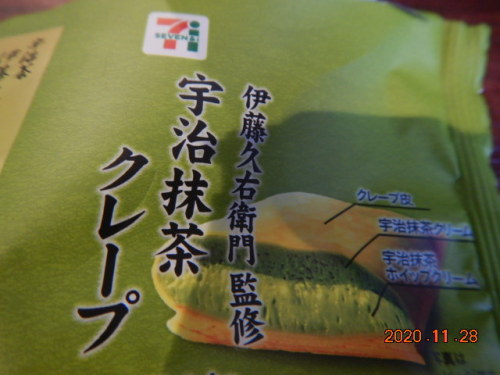 SEVEN & i
伊藤久右衛門 監修
宇治抹茶
クレープ
クレープ皮
宇治抹茶クリーム
宇治抹茶
ホイップクリーム
2020.11.28